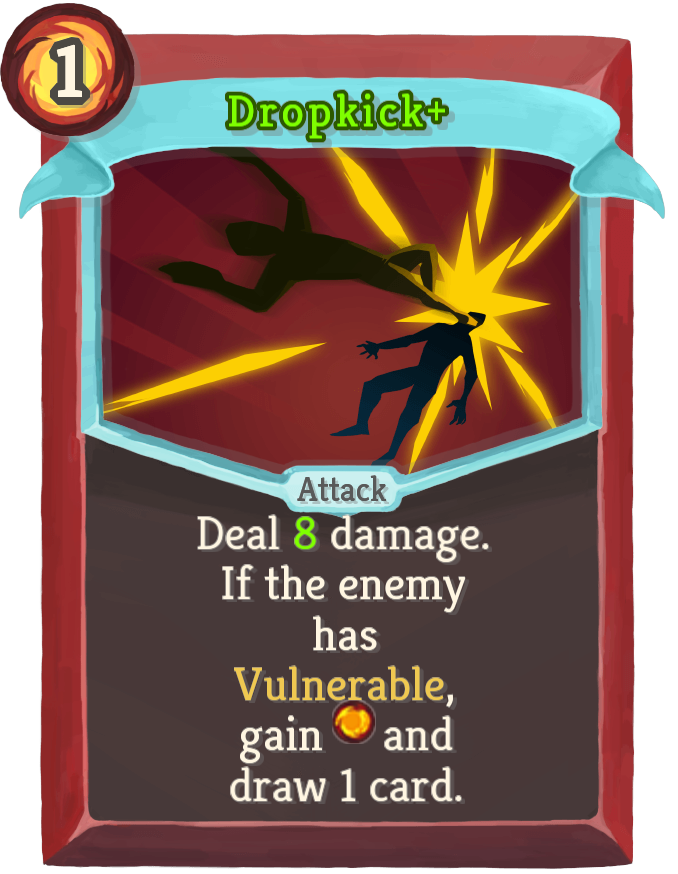 1
Dropkick+
Attack
Deal 8 damage.
If the enemy
has
Vulnerable,
gain and
draw 1 card.